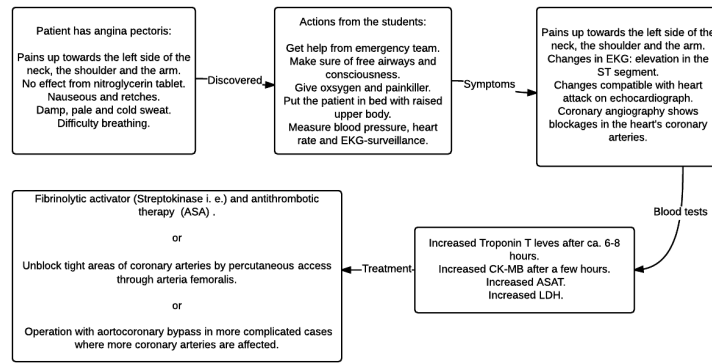 Patient has angina pectoris:
Pains up towards the left side of the
neck, the shoulder and the arm.
No effect from nitroglycerin tablet.
Nauseous and retches.
Damp, pale and cold sweat.
Difficulty breathing.
Discovered
Actions from the students:
Get help from emergency team.
Make sure of free airways and
consciousness.
Give oxsygen and painkiller.
Put the patient in bed with raised
upper body.
Measure blood pressure, heart
rate and EKG-surveillance.
Symptoms
Pains up towards the left side of the
neck, the shoulder and the arm.
Changes in EKG: elevation in the
ST segment.
Changes compatible with heart
attack on echocardiograph.
Coronary angiography shows
blockages in the heart's coronary
arteries.
Blood tests
Increased Troponin T leves after ca. 6-8
hours.
Increased CK-MB after a few hours.
Increased ASAT.
Increased LDH.
Treatment
Fibrinolytic activator (Streptokinase i. e.) and antithrombotic
therapy (ASA) .
or
Unblock tight areas of coronary arteries by percutaneous access
through arteria femoralis.
or
Operation with aortocoronary bypass in more complicated cases
where more coronary arteries are affected.